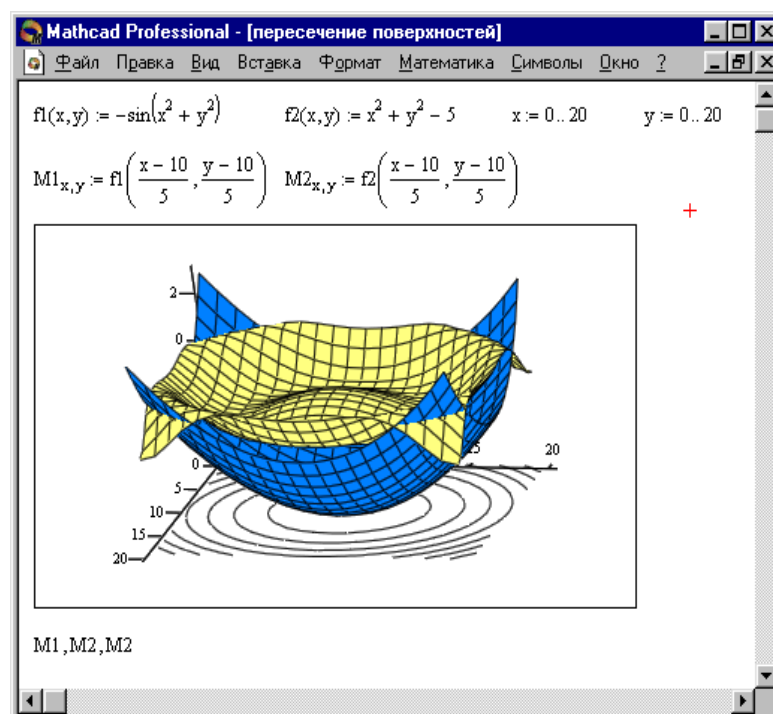 Mathcad Professional - [пересечение поверхностей]
Файл Правка Вид Вставка Формат Математика Символы Окно ?
f1(x,y) := -sin(x² + y²) f2(x,y) := x² + y² - 5 x := 0.. 20 y := 0.. 20
M1x,y := f1((x - 10)/5, (y - 10)/5) M2x,y := f2((x - 10)/5, (y - 10)/5)
2
0
0
5
10
15
20
15
20
M1,M2,M2